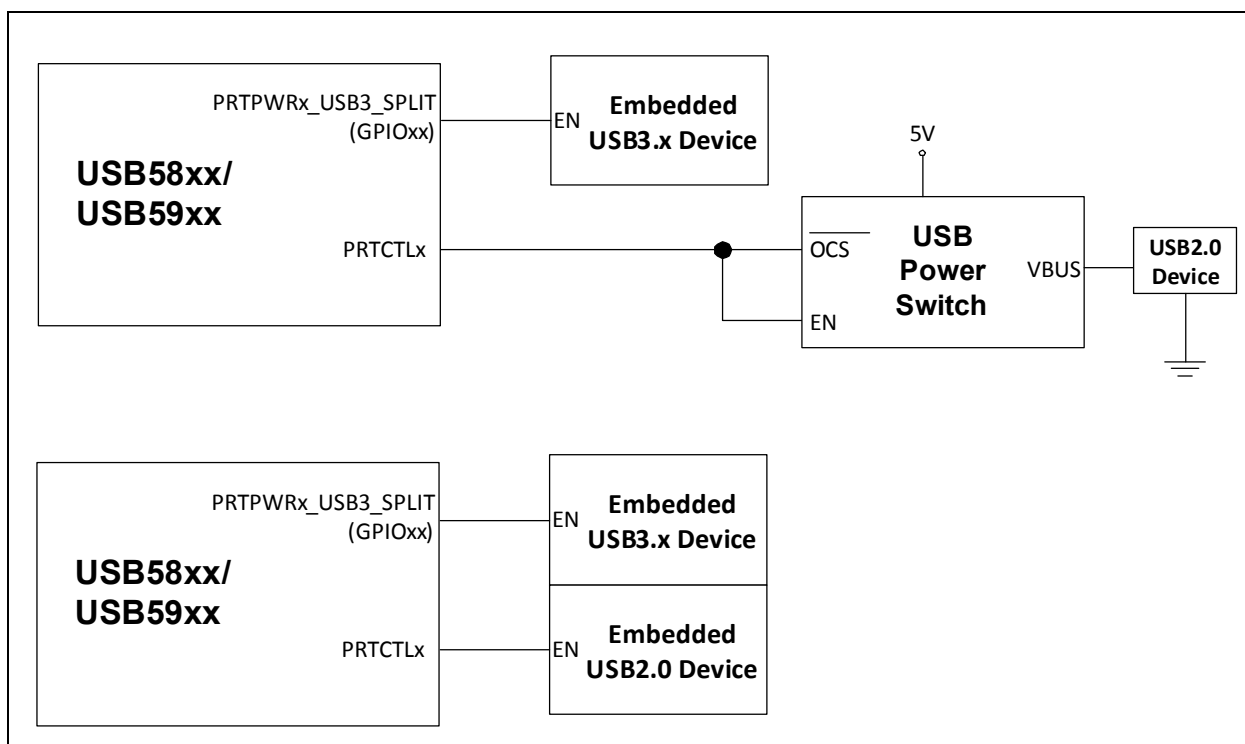 PRTPWRx_USB3_SPLIT
(GPIOxx)
USB58xx/
USB59xx
PRTCTLx
EN
Embedded
USB3.x Device
5V
OCS
EN
USB
Power
Switch
VBUS
USB2.0
Device
PRTPWRx_USB3_SPLIT
(GPIOxx)
USB58xx/
USB59xx
PRTCTLx
EN
Embedded
USB3.x Device
EN
Embedded
USB2.0 Device